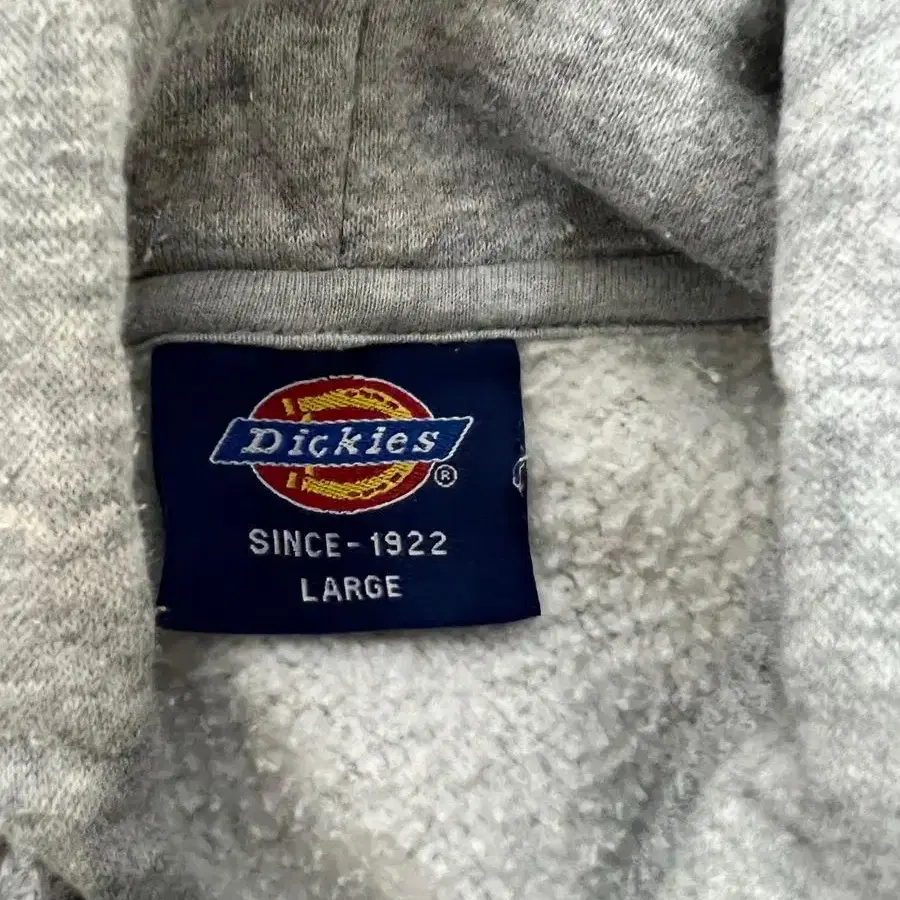 Dickies
®
SINCE-1922
LARGE